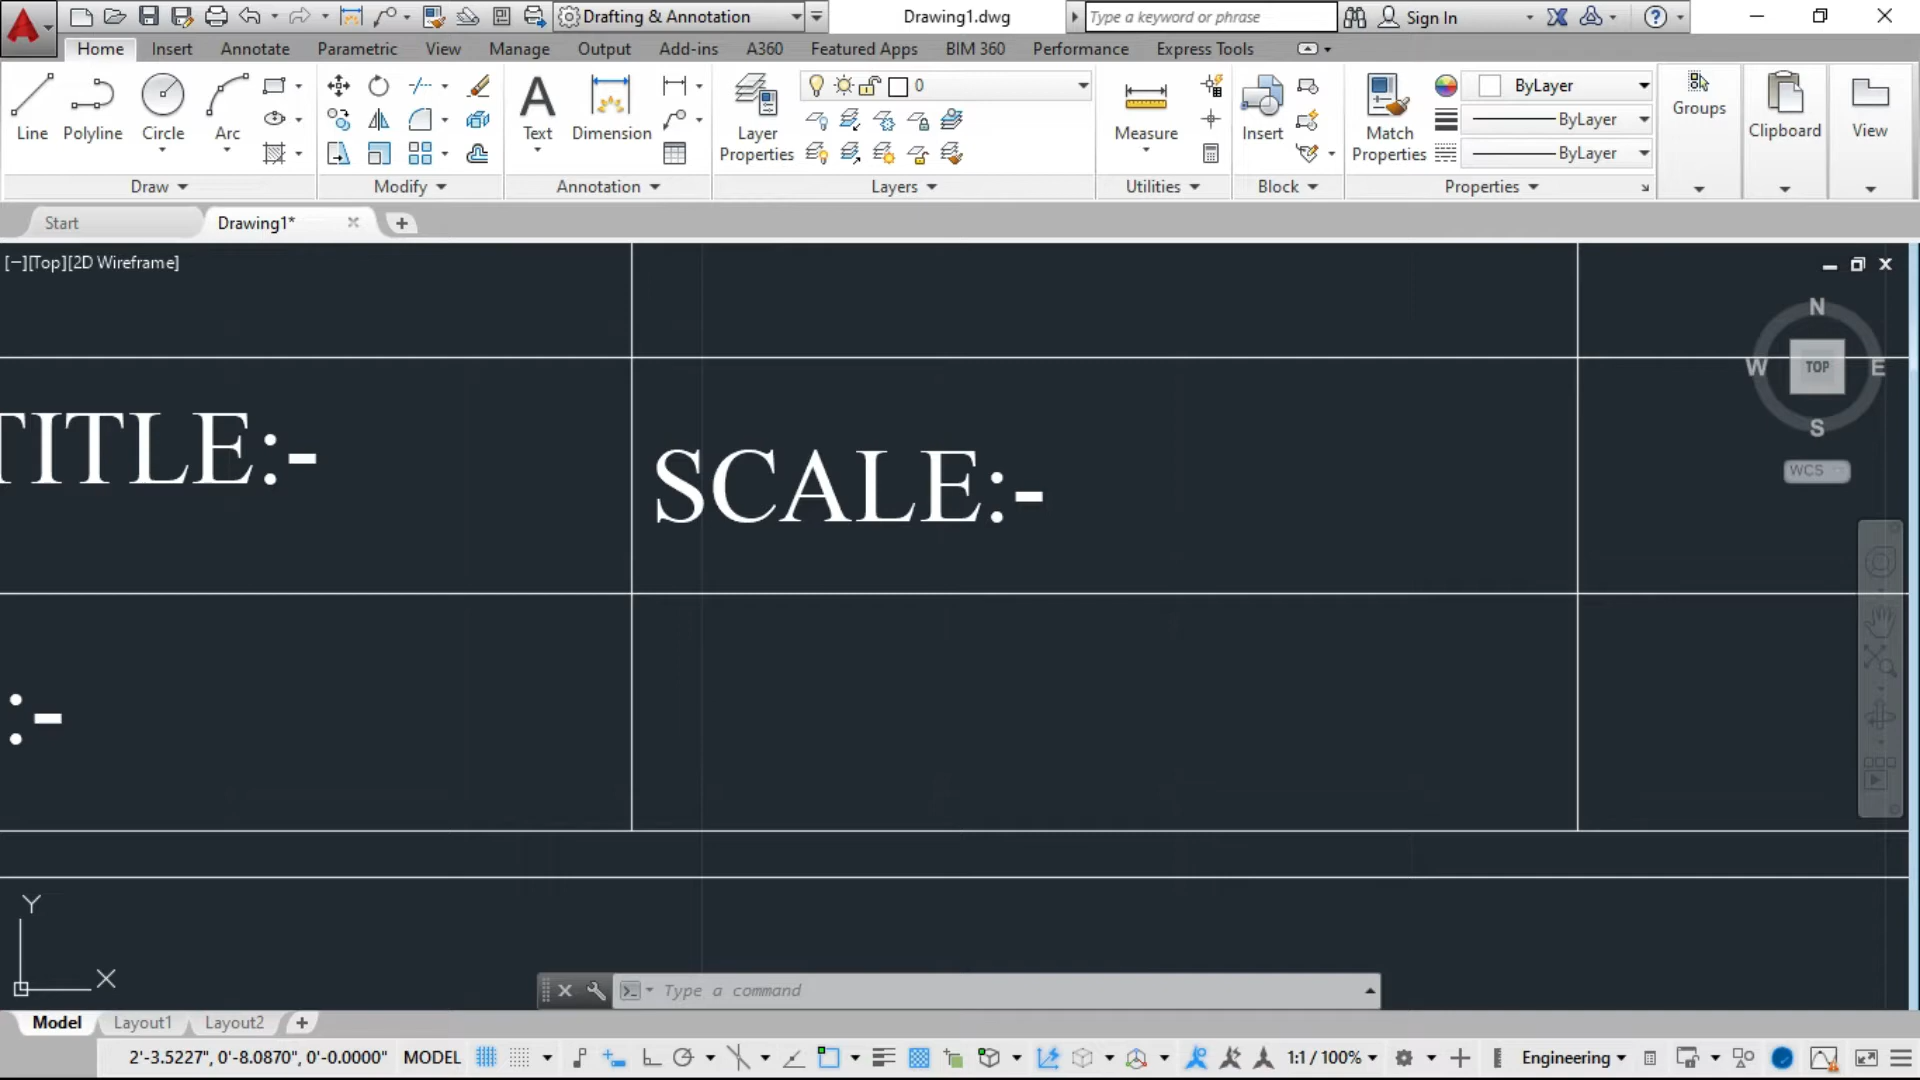 Drafting & Annotation
Drawing1.dwg
Type a keyword or phrase
Sign In
Home Insert Annotate Parametric View Manage Output Add-ins A360 Featured Apps BIM 360 Performance Express Tools
0
ByLayer
Line Polyline Circle Arc
Text Dimension
Layer Properties
Measure
Insert
Match Properties
ByLayer
ByLayer
Groups
Clipboard
View
Draw Modify Annotation Layers Utilities Block Properties
Start Drawing1*
[−][Top][2D Wireframe]
N
W TOP E
S
WCS
TITLE:-
SCALE:-
:-
Y
X
Type a command
Model Layout1 Layout2
2'-3.5227", 0'-8.0870", 0'-0.0000" MODEL 1:1 / 100% Engineering